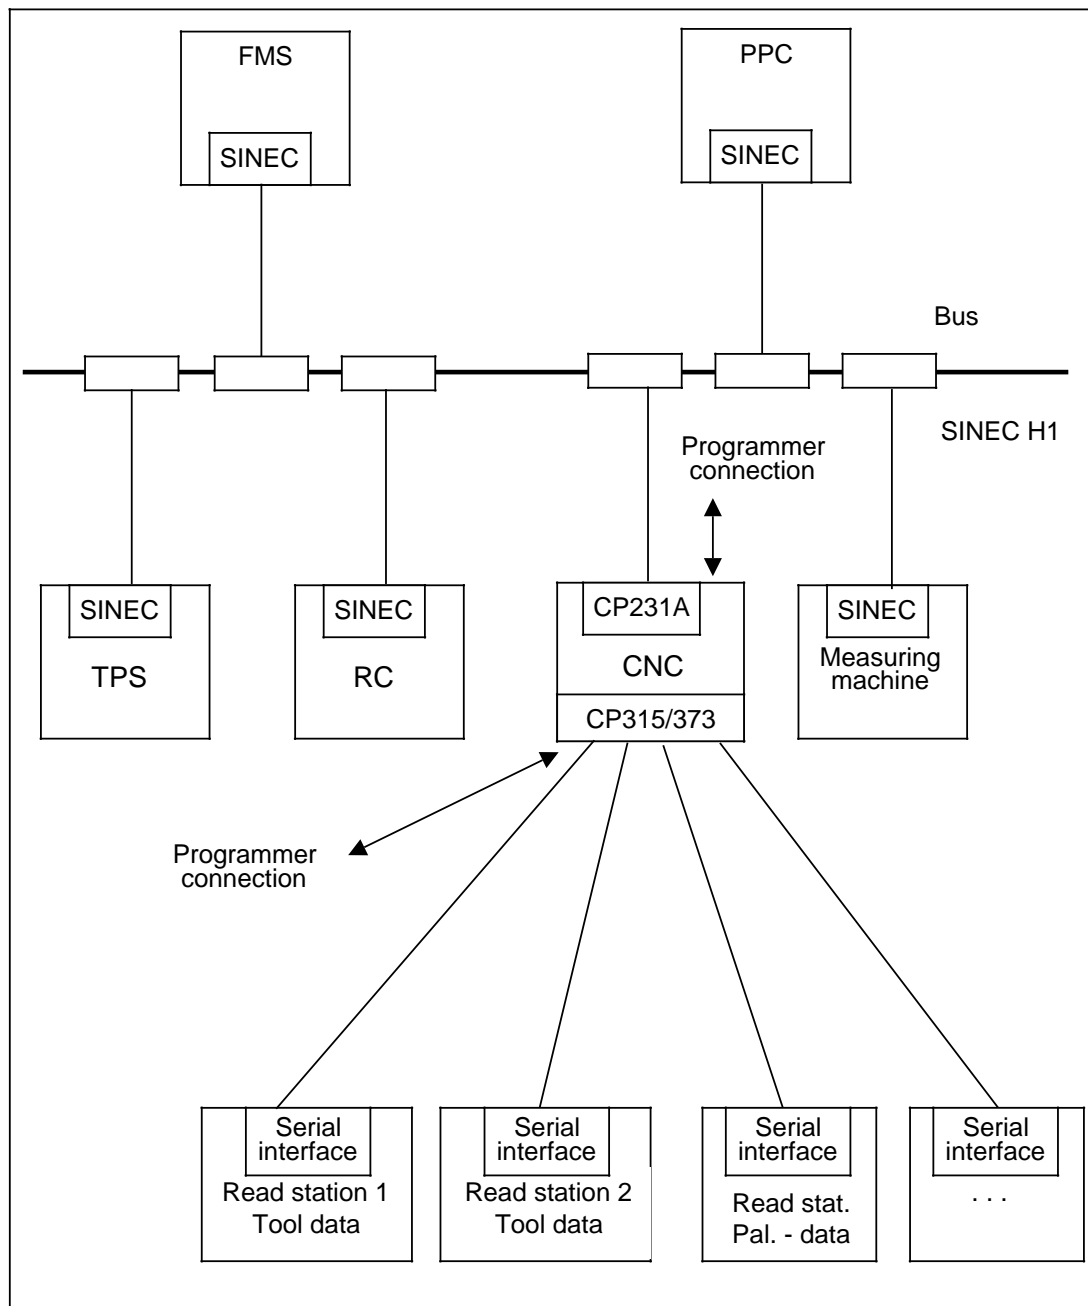 FMS
PPC
SINEC
SINEC
Bus
SINEC H1
Programmer
connection
SINEC
TPS
SINEC
RC
CP231A
CNC
CP315/373
SINEC
Measuring
machine
Programmer
connection
Serial
interface
Read station 1
Tool data
Serial
interface
Read station 2
Tool data
Serial
interface
Read stat.
Pal. - data
Serial
interface
. . .